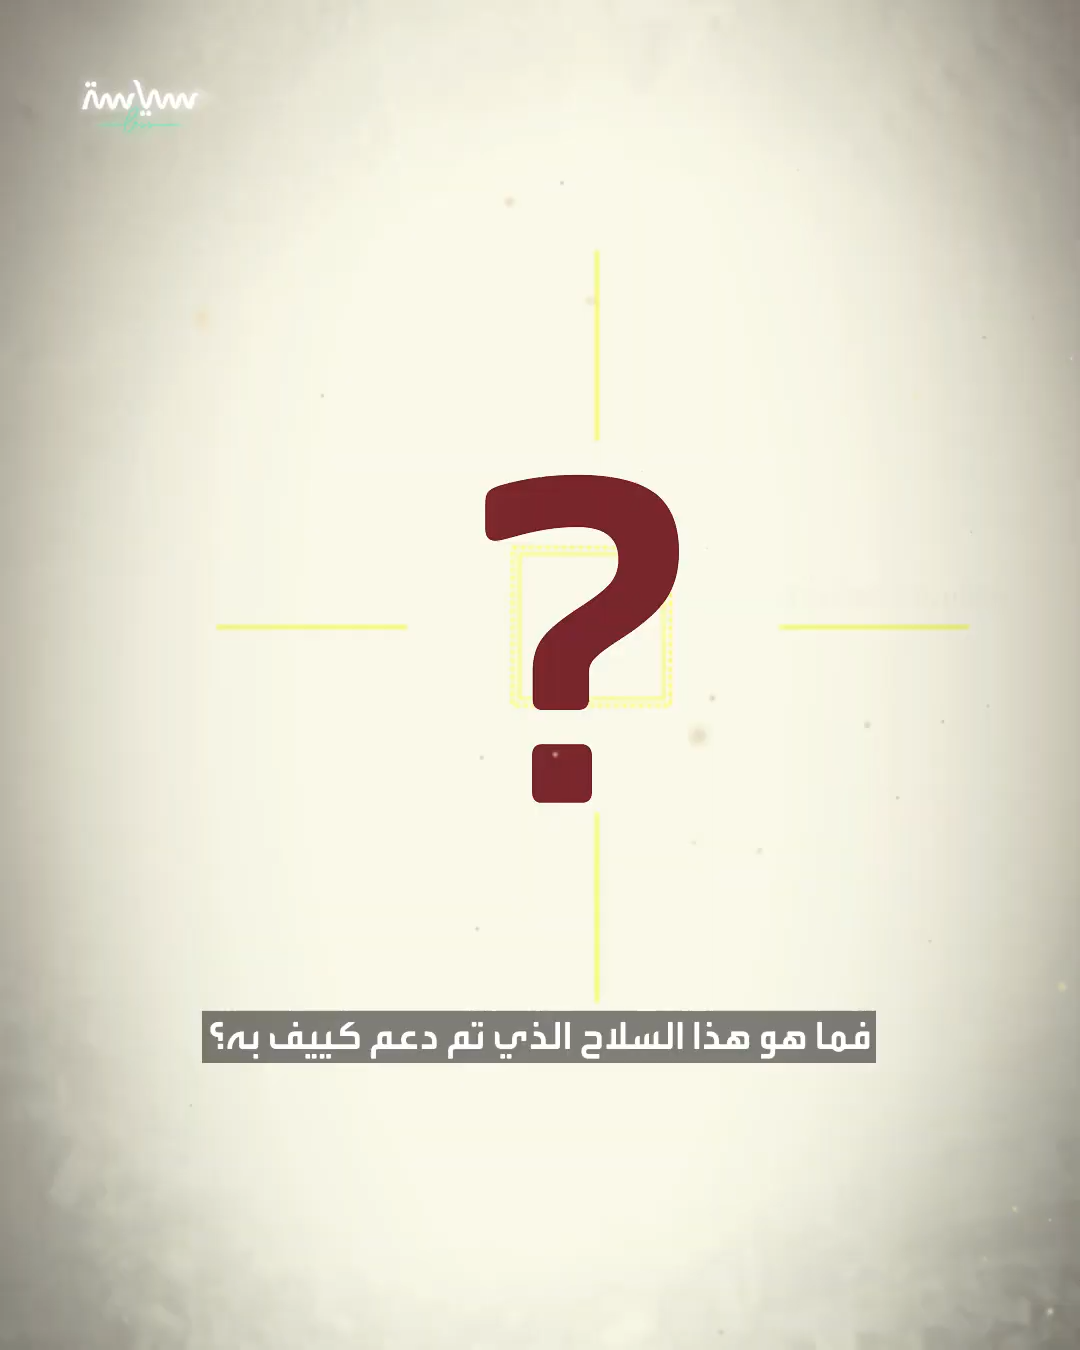 سياسة
فما هو هذا السلاح الذي تم دعم كييف به؟